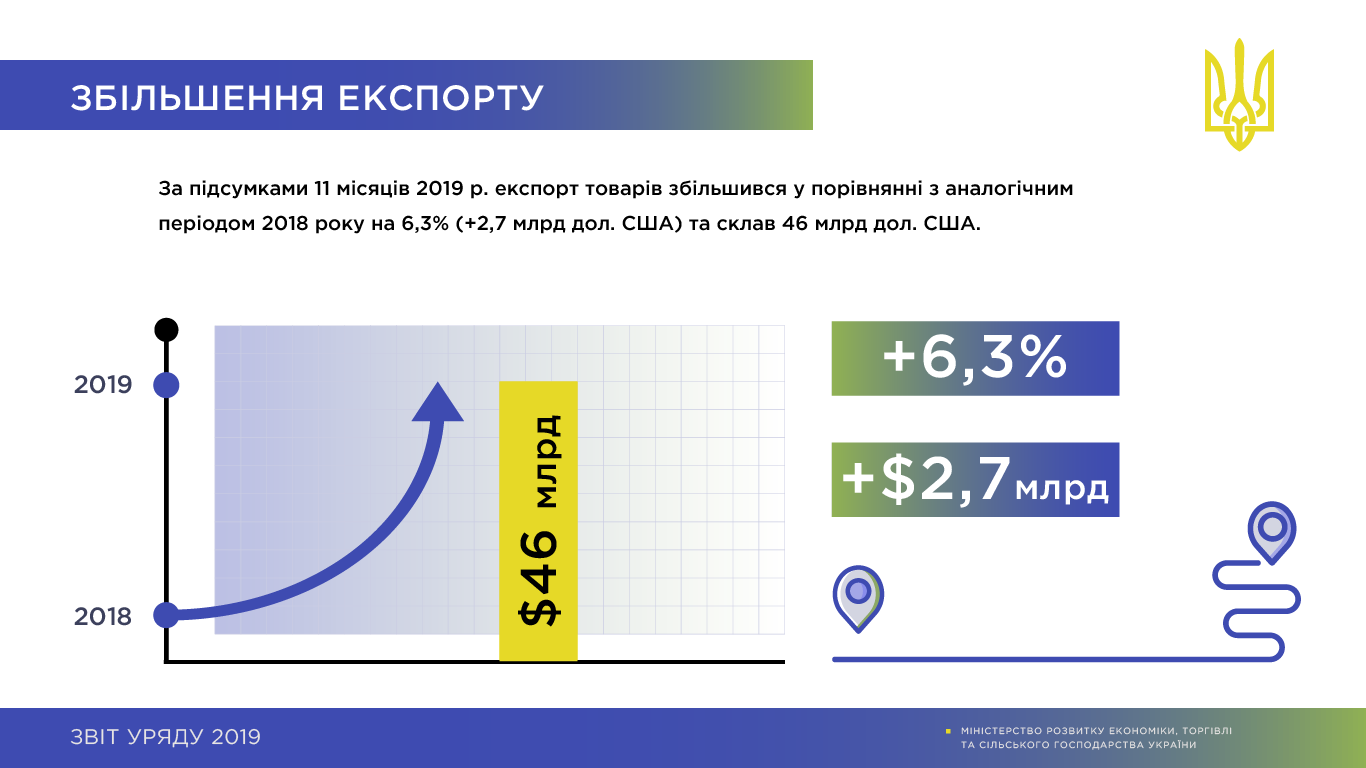 ЗБІЛЬШЕННЯ ЕКСПОРТУ
За підсумками 11 місяців 2019 р. експорт товарів збільшився у порівнянні з аналогічним
періодом 2018 року на 6,3% (+2,7 млрд дол. США) та склав 46 млрд дол. США.
2019
2018
$46 млрд
+6,3%
+$2,7 млрд
ЗВІТ УРЯДУ 2019
МІНІСТЕРСТВО РОЗВИТКУ ЕКОНОМІКИ, ТОРГІВЛІ
ТА СІЛЬСЬКОГО ГОСПОДАРСТВА УКРАЇНИ